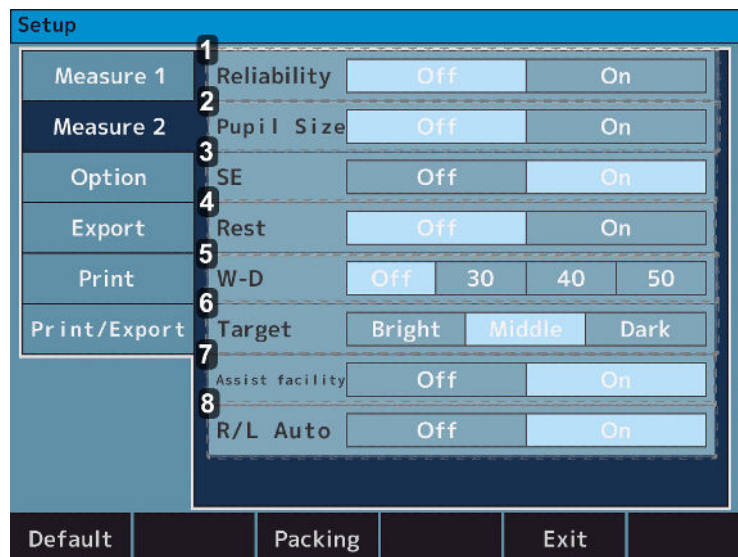 Setup
Measure 1
Measure 2
Option
Export
Print
Print/Export
1
Reliability Off On
2
Pupil Size Off On
3
SE Off On
4
Rest Off On
5
W-D Off 30 40 50
6
Target Bright Middle Dark
7
Assist facility Off On
8
R/L Auto Off On
Default Packing Exit